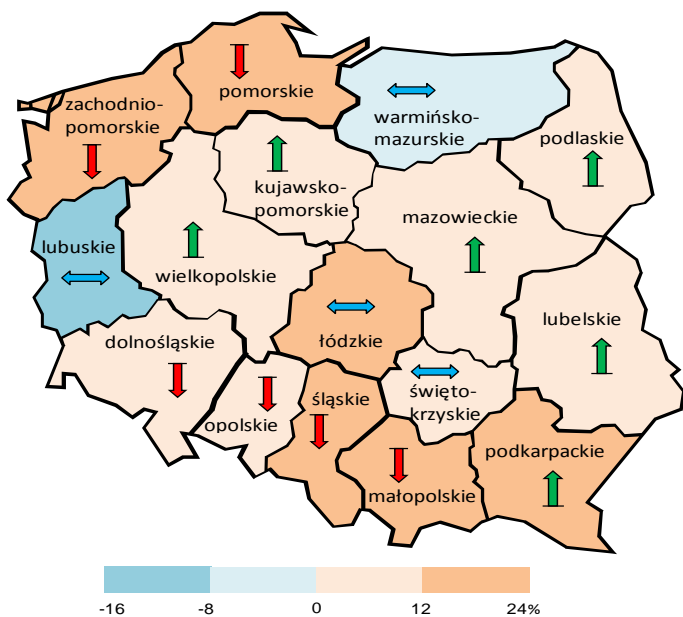 pomorskie
zachodnio-
pomorskie
warmińsko-
mazurskie
podlaskie
kujawsko-
pomorskie
mazowieckie
lubuskie
wielkopolskie
lubelskie
dolnośląskie
łódzkie
święto-
krzyskie
śląskie
opolskie
podkarpackie
małopolskie
-16 -8 0 12 24%